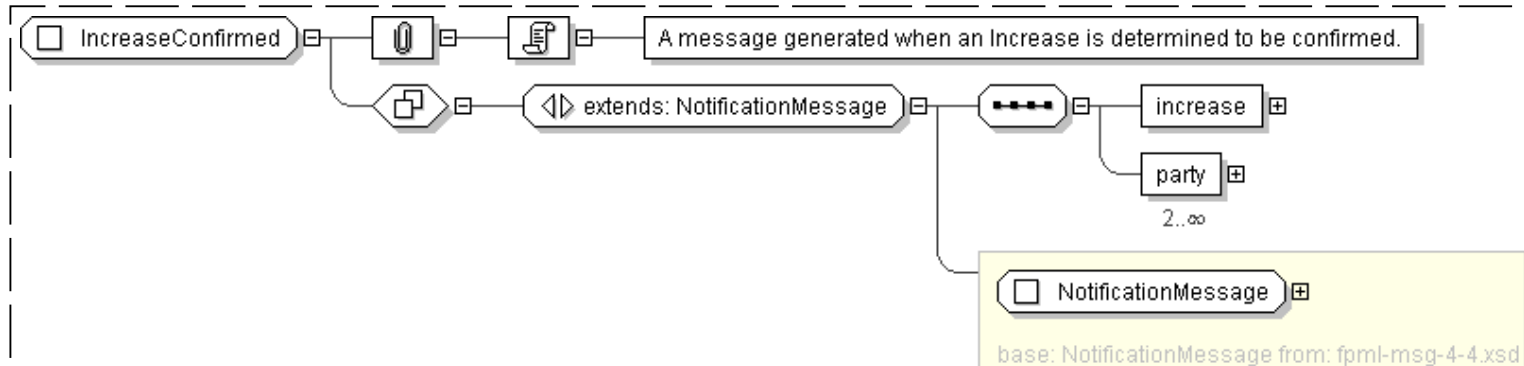 IncreaseConfirmed
A message generated when an Increase is determined to be confirmed.
extends: NotificationMessage
increase
party
2..∞
NotificationMessage
base: NotificationMessage from: fpml-msg-4-4.xsd